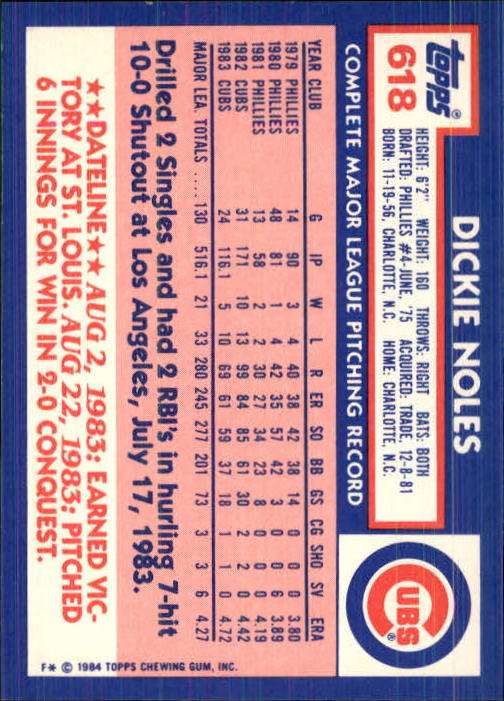 topps®
618
DICKIE NOLES
HEIGHT: 6'2" WEIGHT: 160 THROWS: RIGHT BATS: BOTH
DRAFTED: PHILLIES #4-JUNE, '75 ACQUIRED: TRADE, 12-8-81
BORN: 11-19-56, CHARLOTTE, N.C. HOME: CHARLOTTE, N.C.
COMPLETE MAJOR LEAGUE PITCHING RECORD
CUBS
YEAR CLUB G IP W L R ER SO BB GS CG SHO SV ERA
1979 PHILLIES 14 90 3 4 40 38 42 38 14 0 0 0 3.80
1980 PHILLIES 48 81 1 4 42 35 57 42 3 0 0 6 3.89
1981 PHILLIES 13 58 2 2 30 27 34 23 8 0 0 0 4.19
1982 CUBS 31 171 10 13 99 84 85 61 30 2 2 0 4.42
1983 CUBS 24 116.1 5 10 69 61 59 37 18 1 1 0 4.72
MAJOR LEA. TOTALS ..... 130 516.1 21 33 280 245 277 201 73 3 3 6 4.27
Drilled 2 Singles and had 2 RBI's in hurling 7-hit
10-0 Shutout at Los Angeles, July 17, 1983.
★★DATELINE★★ AUG 2, 1983: EARNED VIC-
TORY AT ST. LOUIS. AUG 22, 1983: PITCHED
6 INNINGS FOR WIN IN 2-0 CONQUEST.
F* © 1984 TOPPS CHEWING GUM, INC.